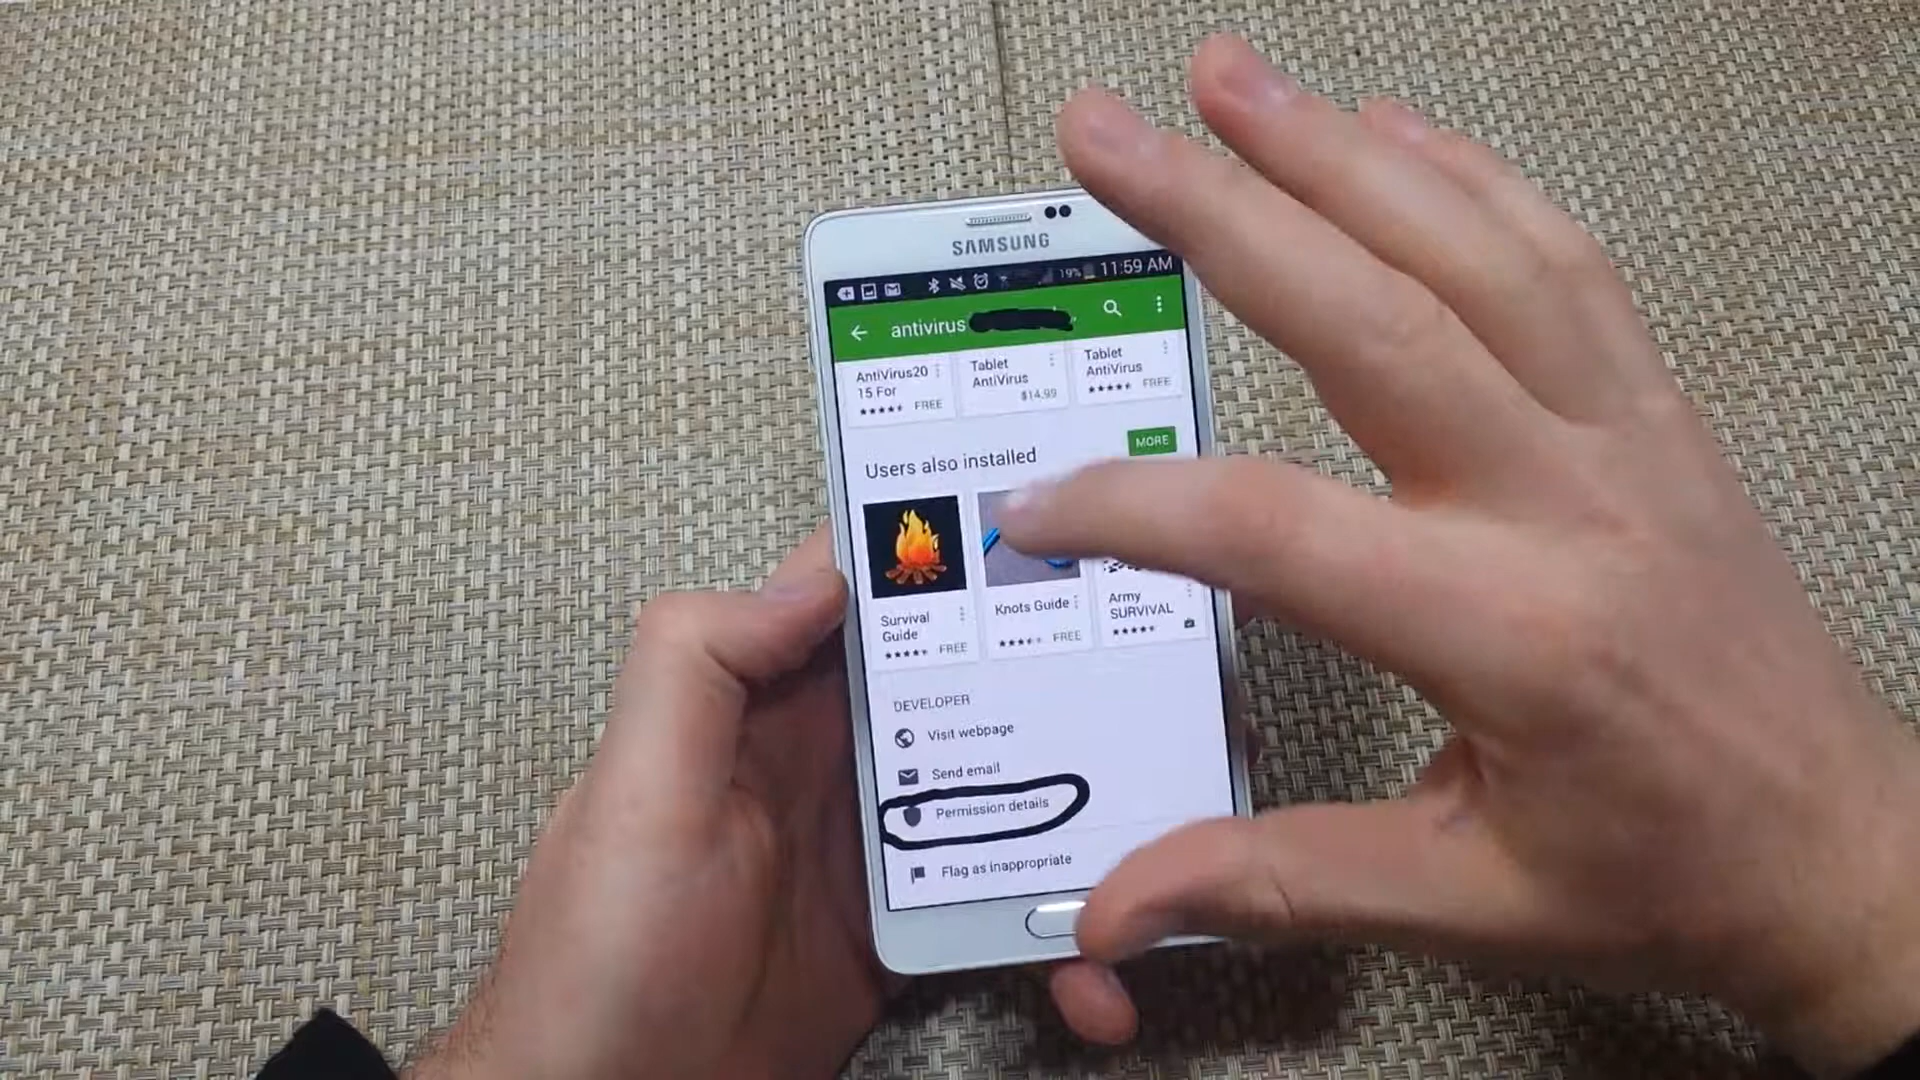 SAMSUNG
19% 11:59 AM
antivirus
AntiVirus20
15 For
FREE
Tablet
AntiVirus
$14.99
Tablet
AntiVirus
FREE
Users also installed
MORE
Survival
Guide
FREE
Knots Guide
FREE
Army
SURVIVAL
DEVELOPER
Visit webpage
Send email
Permission details
Flag as inappropriate